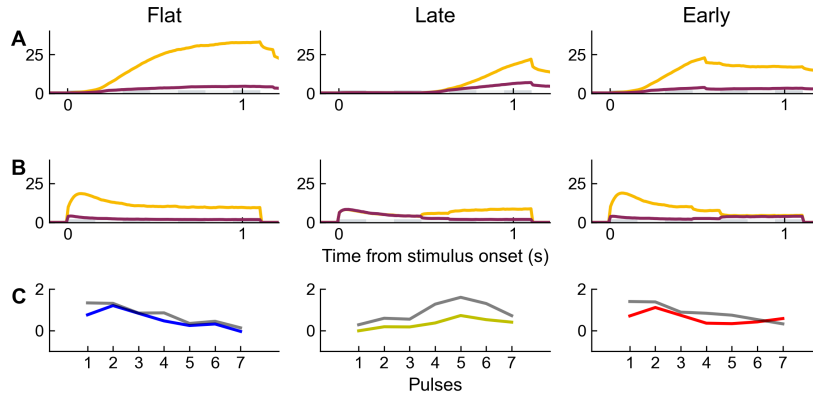 Flat Late Early
A
25 25 25
0 0 0
0 1 0 1 0 1
B
25 25 25
0 0 0
0 1 0 1 0 1
Time from stimulus onset (s)
C
2 2 2
0 0 0
1 2 3 4 5 6 7 1 2 3 4 5 6 7 1 2 3 4 5 6 7
Pulses